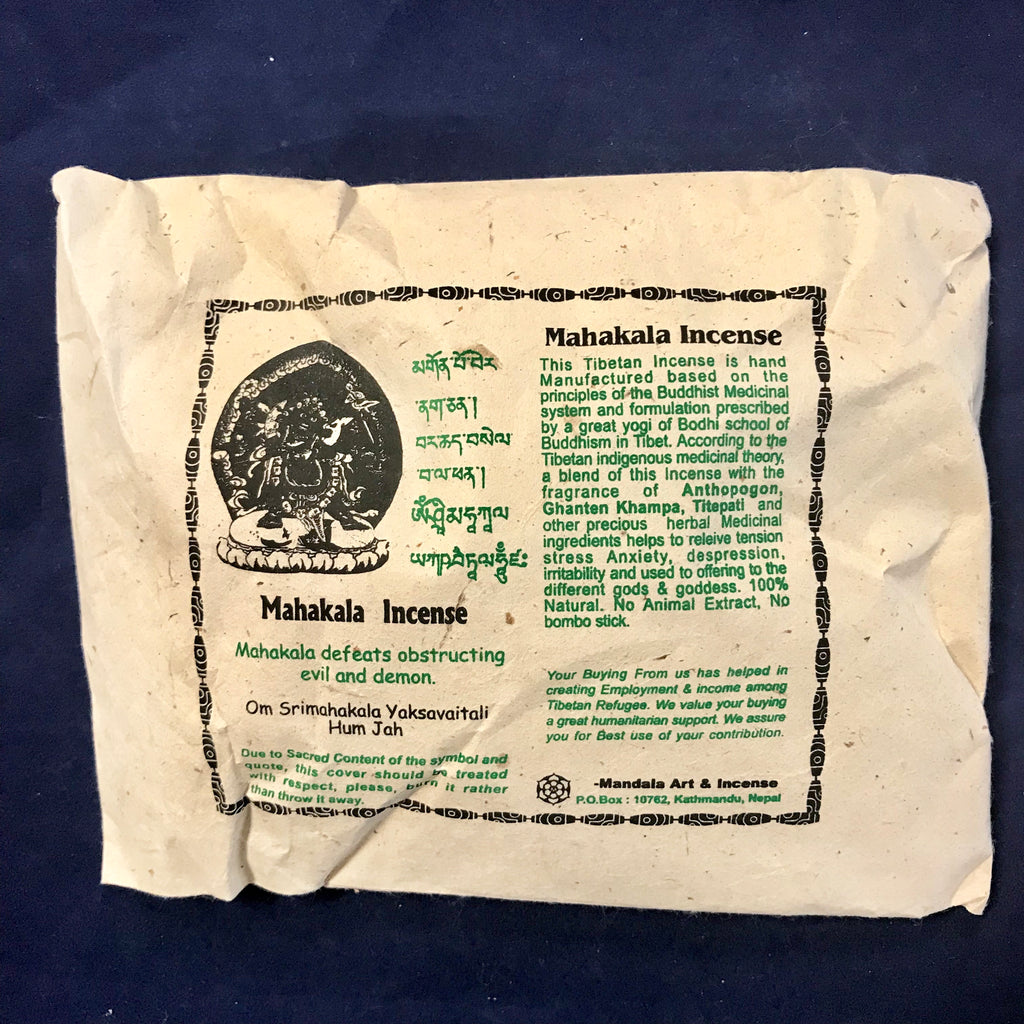 མགོན་པོ་བེར་
ནག་ཅན་།
བར་ཆད་བསེལ་
བ་ལ་ཕན།
Mahakala Incense
Mahakala defeats obstructing
evil and demon.
Om Srimahakala Yaksavaitali
Hum Jah
Due to Sacred Content of the symbol and
quote, this cover should be treated
with respect, please, burn it rather
than throw it away.
Mahakala Incense
This Tibetan Incense is hand
Manufactured based on the
principles of the Buddhist Medicinal
system and formulation prescribed
by a great yogi of Bodhi school of
Buddhism in Tibet. According to the
Tibetan indigenous medicinal theory,
a blend of this Incense with the
fragrance of Anthopogon,
Ghanten Khampa, Titepati and
other precious herbal Medicinal
ingredients helps to releive tension
stress Anxiety, despression,
irritability and used to offering to the
different gods & goddess. 100%
Natural. No Animal Extract, No
bombo stick.
Your Buying From us has helped in
creating Employment & income among
Tibetan Refugee. We value your buying
a great humanitarian support. We assure
you for Best use of your contribution.
-Mandala Art & Incense
P.O.Box : 10762, Kathmandu, Nepal